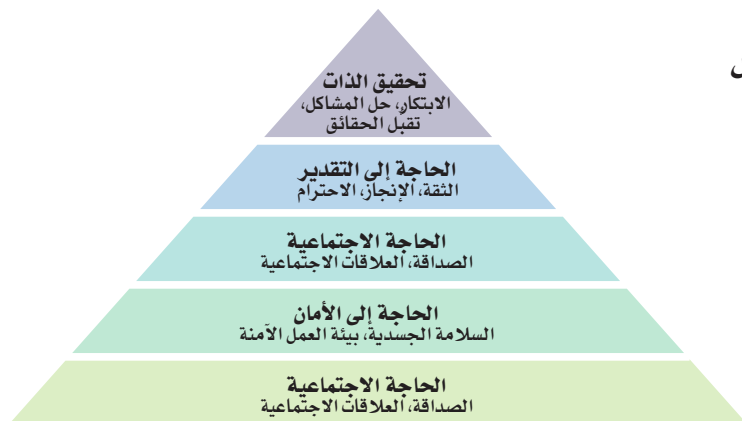 تحقيق الذات
الابتكار، حل المشاكل،
تقبّل الحقائق
الحاجة إلى التقدير
الثقة، الإنجاز، الاحترام
الحاجة الاجتماعية
الصداقة، العلاقات الاجتماعية
الحاجة إلى الأمان
السلامة الجسدية، بيئة العمل الآمنة
الحاجة الاجتماعية
الصداقة، العلاقات الاجتماعية